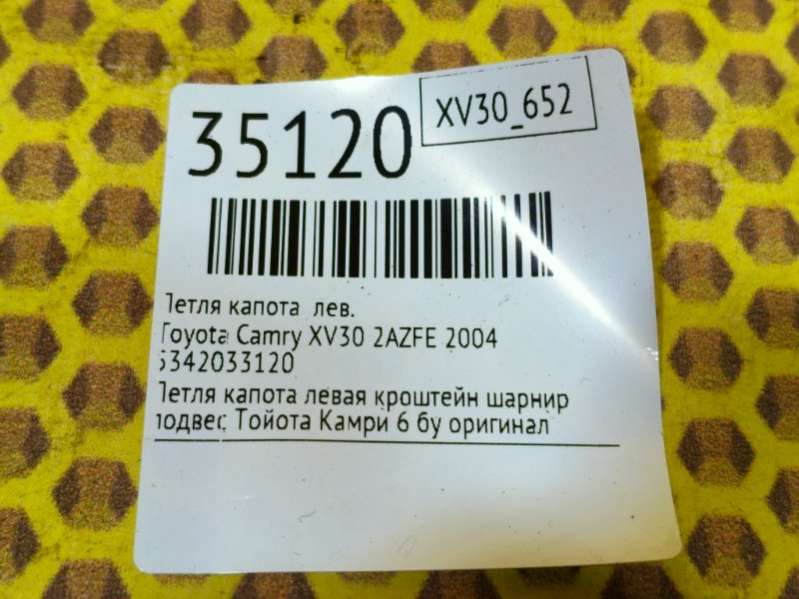 35120
XV30_652
Петля капота лев.
Toyota Camry XV30 2AZFE 2004
5342033120
Петля капота левая кроштейн шарнир
подвес Тойота Камри 6 бу оригинал